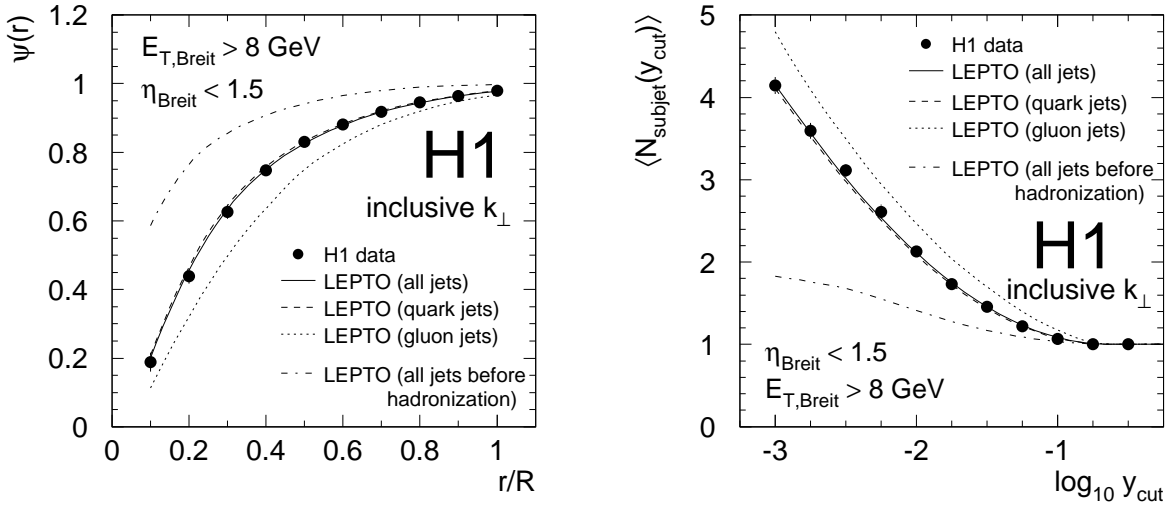 ψ(r)
1.2
1
0.8
0.6
0.4
0.2
0
E_T,Breit > 8 GeV
η_Breit < 1.5
H1
inclusive k_⊥
H1 data
LEPTO (all jets)
LEPTO (quark jets)
LEPTO (gluon jets)
LEPTO (all jets before
hadronization)
0 0.2 0.4 0.6 0.8 1
r/R
⟨N_subjet(y_cut)⟩
5
4
3
2
1
0
H1 data
LEPTO (all jets)
LEPTO (quark jets)
LEPTO (gluon jets)
LEPTO (all jets before
hadronization)
H1
inclusive k_⊥
η_Breit < 1.5
E_T,Breit > 8 GeV
-3 -2 -1
log_10 y_cut